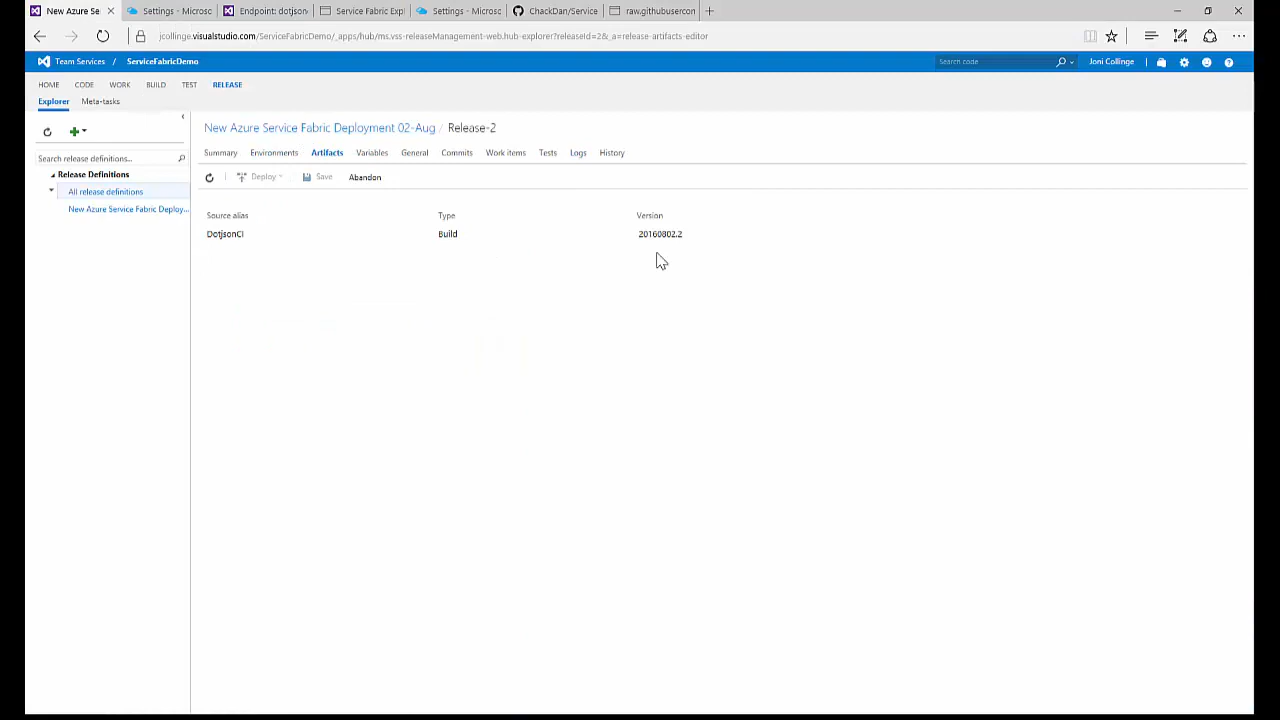 New Azure Se
Settings - Microsc
Endpoint: dotjson
Service Fabric Expl
Settings - Microsc
ChackDan/Service
raw.githubusercon
jcollinge.visualstudio.com/ServiceFabricDemo/_apps/hub/ms.vss-releaseManagement-web.hub-explorer?releaseId=2&_a=release-artifacts-editor
Team Services / ServiceFabricDemo
Search code
Joni Collinge
HOME CODE WORK BUILD TEST RELEASE
Explorer Meta-tasks
New Azure Service Fabric Deployment 02-Aug / Release-2
Search release definitions...
Summary Environments Artifacts Variables General Commits Work items Tests Logs History
Release Definitions
Deploy Save Abandon
All release definitions
New Azure Service Fabric Deploy...
Source alias Type Version
DotjsonCI Build 20160802.2